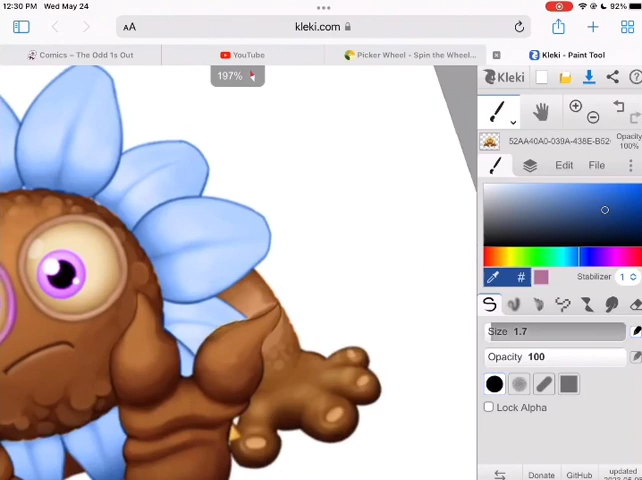 12:30 PM Wed May 24
92%
AA
kleki.com
Comics – The Odd 1s Out
YouTube
Picker Wheel - Spin the Wheel...
Kleki - Paint Tool
197%
Kleki
?
Opacity
100%
52AA40A0-039A-438E-B52
Edit
File
#
Stabilizer
1
Size 1.7
Opacity 100
Lock Alpha
Donate
GitHub
updated